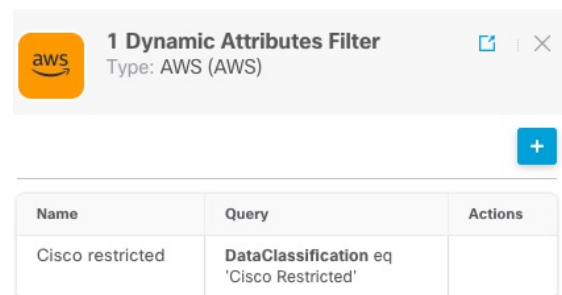 aws
1 Dynamic Attributes Filter
Type: AWS (AWS)
+
Name Query Actions
Cisco restricted DataClassification eq
'Cisco Restricted'